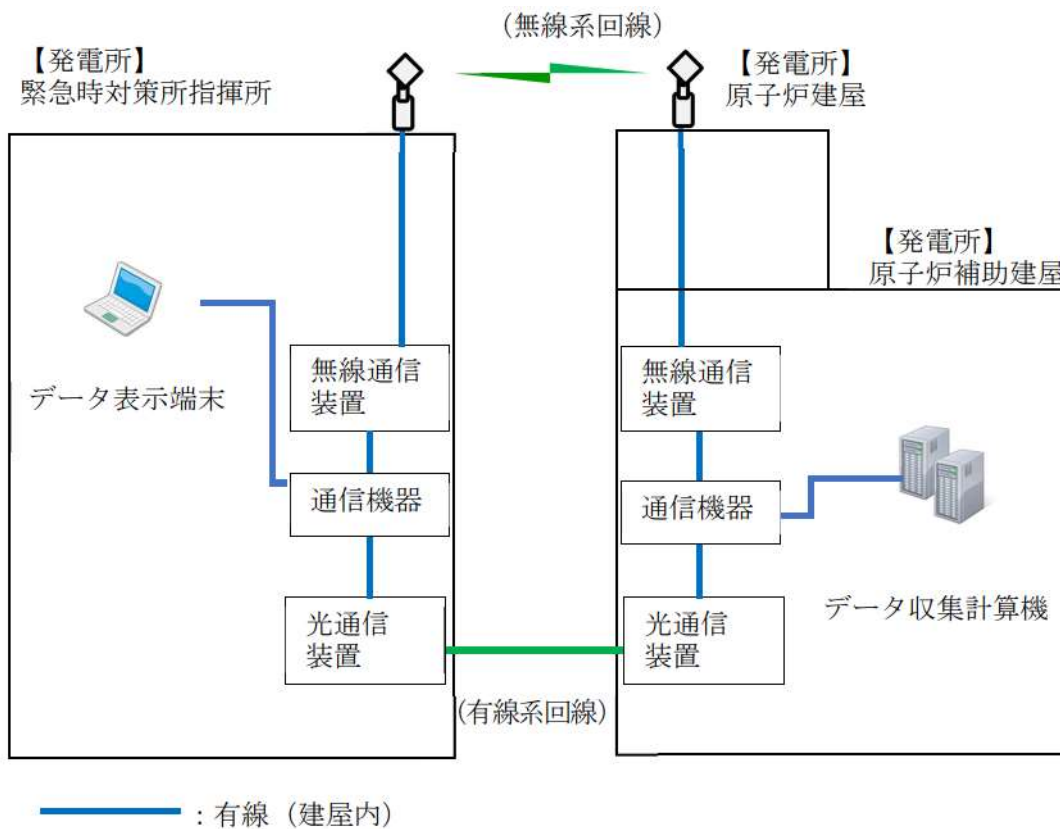 (無線系回線)
【発電所】
緊急時対策所指揮所
【発電所】
原子炉建屋
【発電所】
原子炉補助建屋
データ表示端末
無線通信
装置
通信機器
光通信
装置
無線通信
装置
通信機器
光通信
装置
データ収集計算機
(有線系回線)
:有線(建屋内)